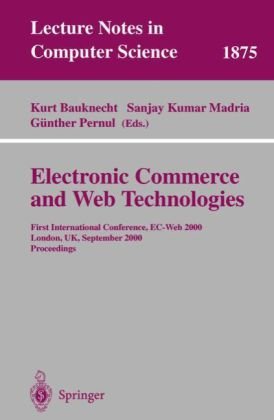 Lecture Notes in
Computer Science 1875
Kurt Bauknecht Sanjay Kumar Madria
Günther Pernul (Eds.)
Electronic Commerce
and Web Technologies
First International Conference, EC-Web 2000
London, UK, September 2000
Proceedings
Springer